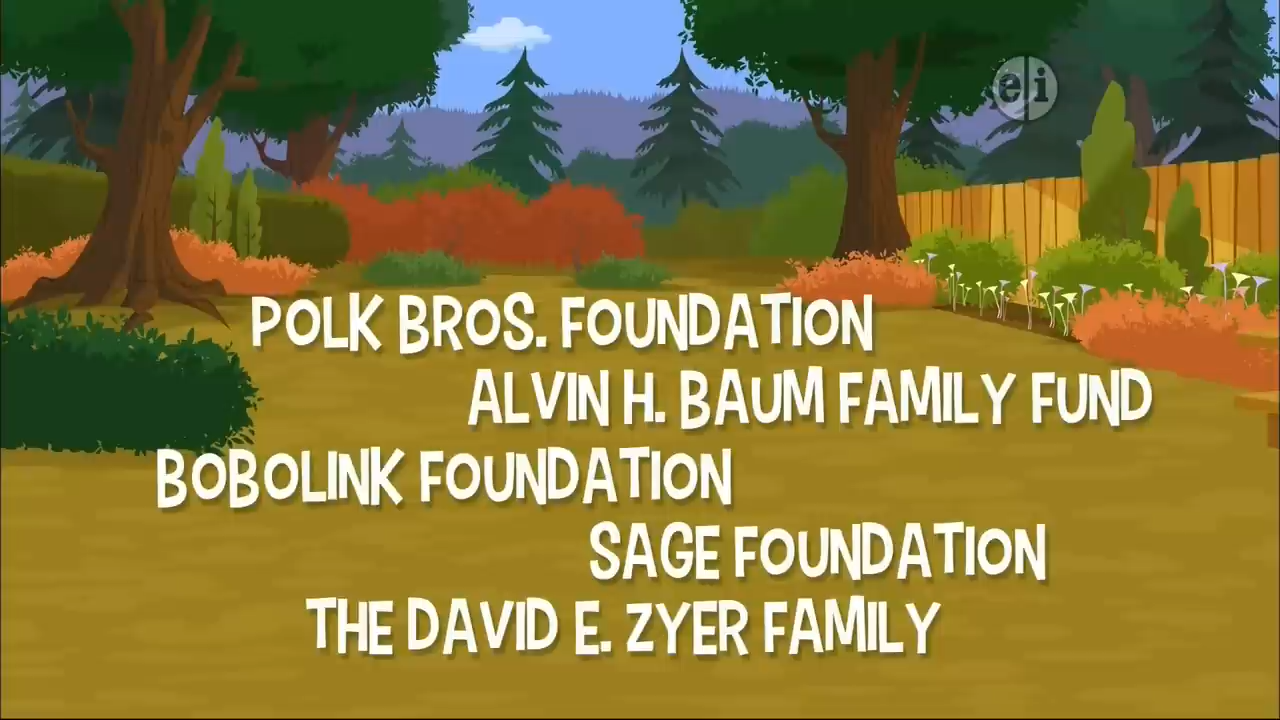 e/i
POLK BROS. FOUNDATION
ALVIN H. BAUM FAMILY FUND
BOBOLINK FOUNDATION
SAGE FOUNDATION
THE DAVID E. ZYER FAMILY